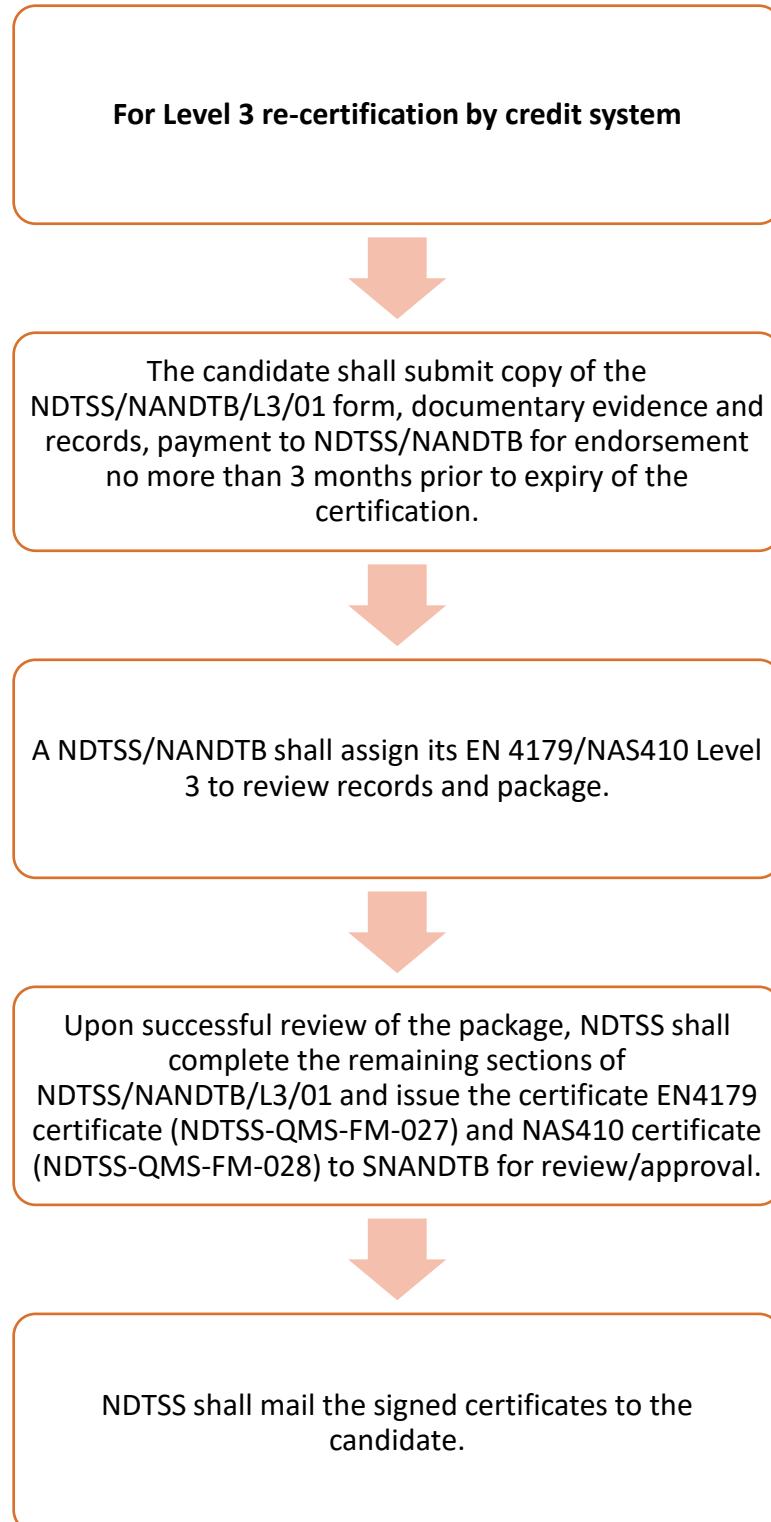 For Level 3 re-certification by credit system
The candidate shall submit copy of the
NDTSS/NANDTB/L3/01 form, documentary evidence and
records, payment to NDTSS/NANDTB for endorsement
no more than 3 months prior to expiry of the
certification.
A NDTSS/NANDTB shall assign its EN 4179/NAS410 Level
3 to review records and package.
Upon successful review of the package, NDTSS shall
complete the remaining sections of
NDTSS/NANDTB/L3/01 and issue the certificate EN4179
certificate (NDTSS-QMS-FM-027) and NAS410 certificate
(NDTSS-QMS-FM-028) to SNANDTB for review/approval.
NDTSS shall mail the signed certificates to the
candidate.